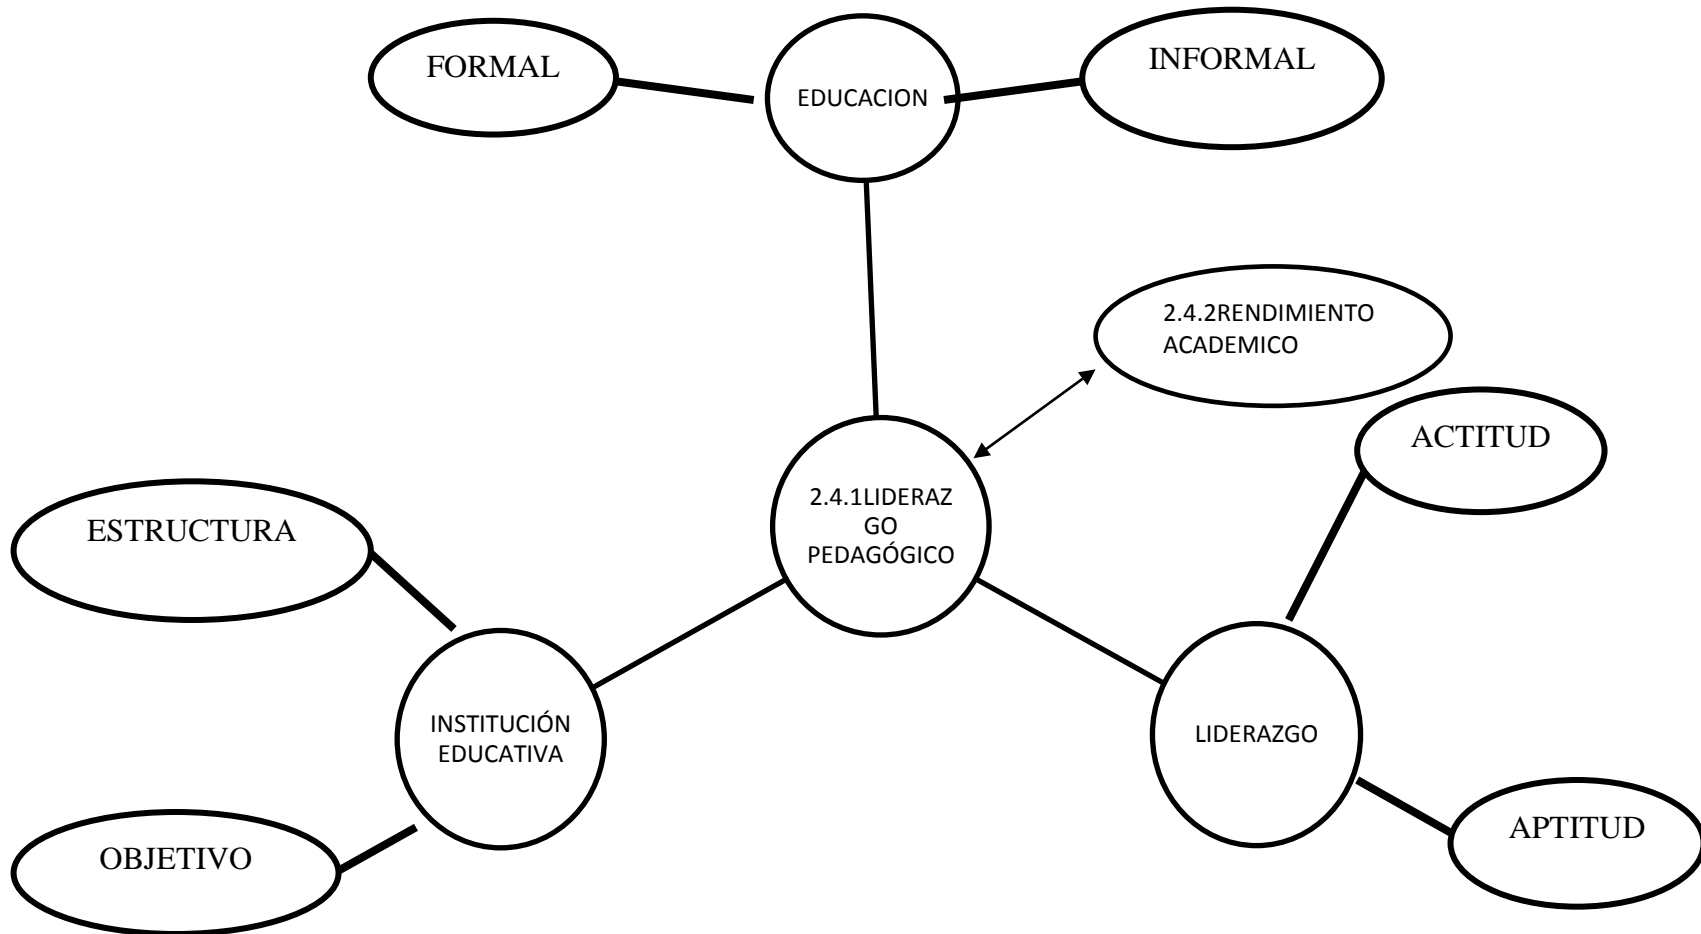 FORMAL
EDUCACION
INFORMAL
2.4.2RENDIMIENTO
ACADEMICO
ACTITUD
2.4.1LIDERAZ
GO
PEDAGÓGICO
ESTRUCTURA
INSTITUCIÓN
EDUCATIVA
LIDERAZGO
OBJETIVO
APTITUD